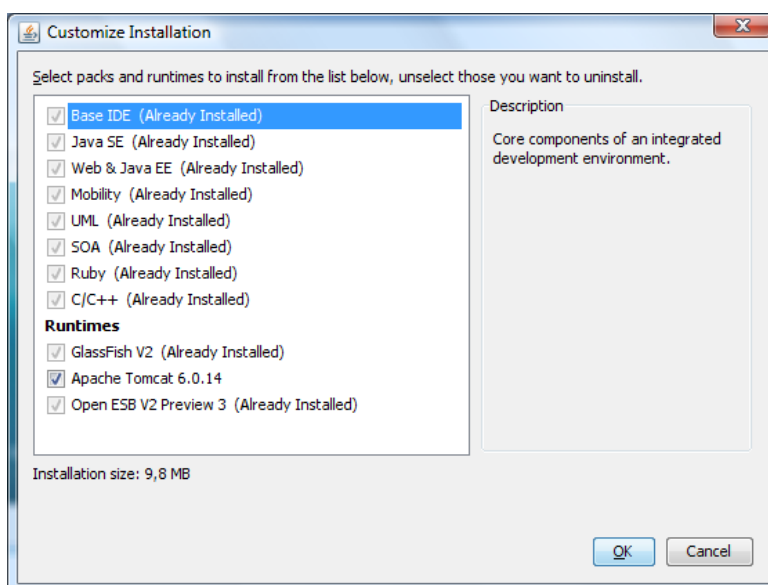 Customize Installation
Select packs and runtimes to install from the list below, unselect those you want to uninstall.
Base IDE (Already Installed)
Java SE (Already Installed)
Web & Java EE (Already Installed)
Mobility (Already Installed)
UML (Already Installed)
SOA (Already Installed)
Ruby (Already Installed)
C/C++ (Already Installed)
Runtimes
GlassFish V2 (Already Installed)
Apache Tomcat 6.0.14
Open ESB V2 Preview 3 (Already Installed)
Description
Core components of an integrated
development environment.
Installation size: 9,8 MB
OK
Cancel